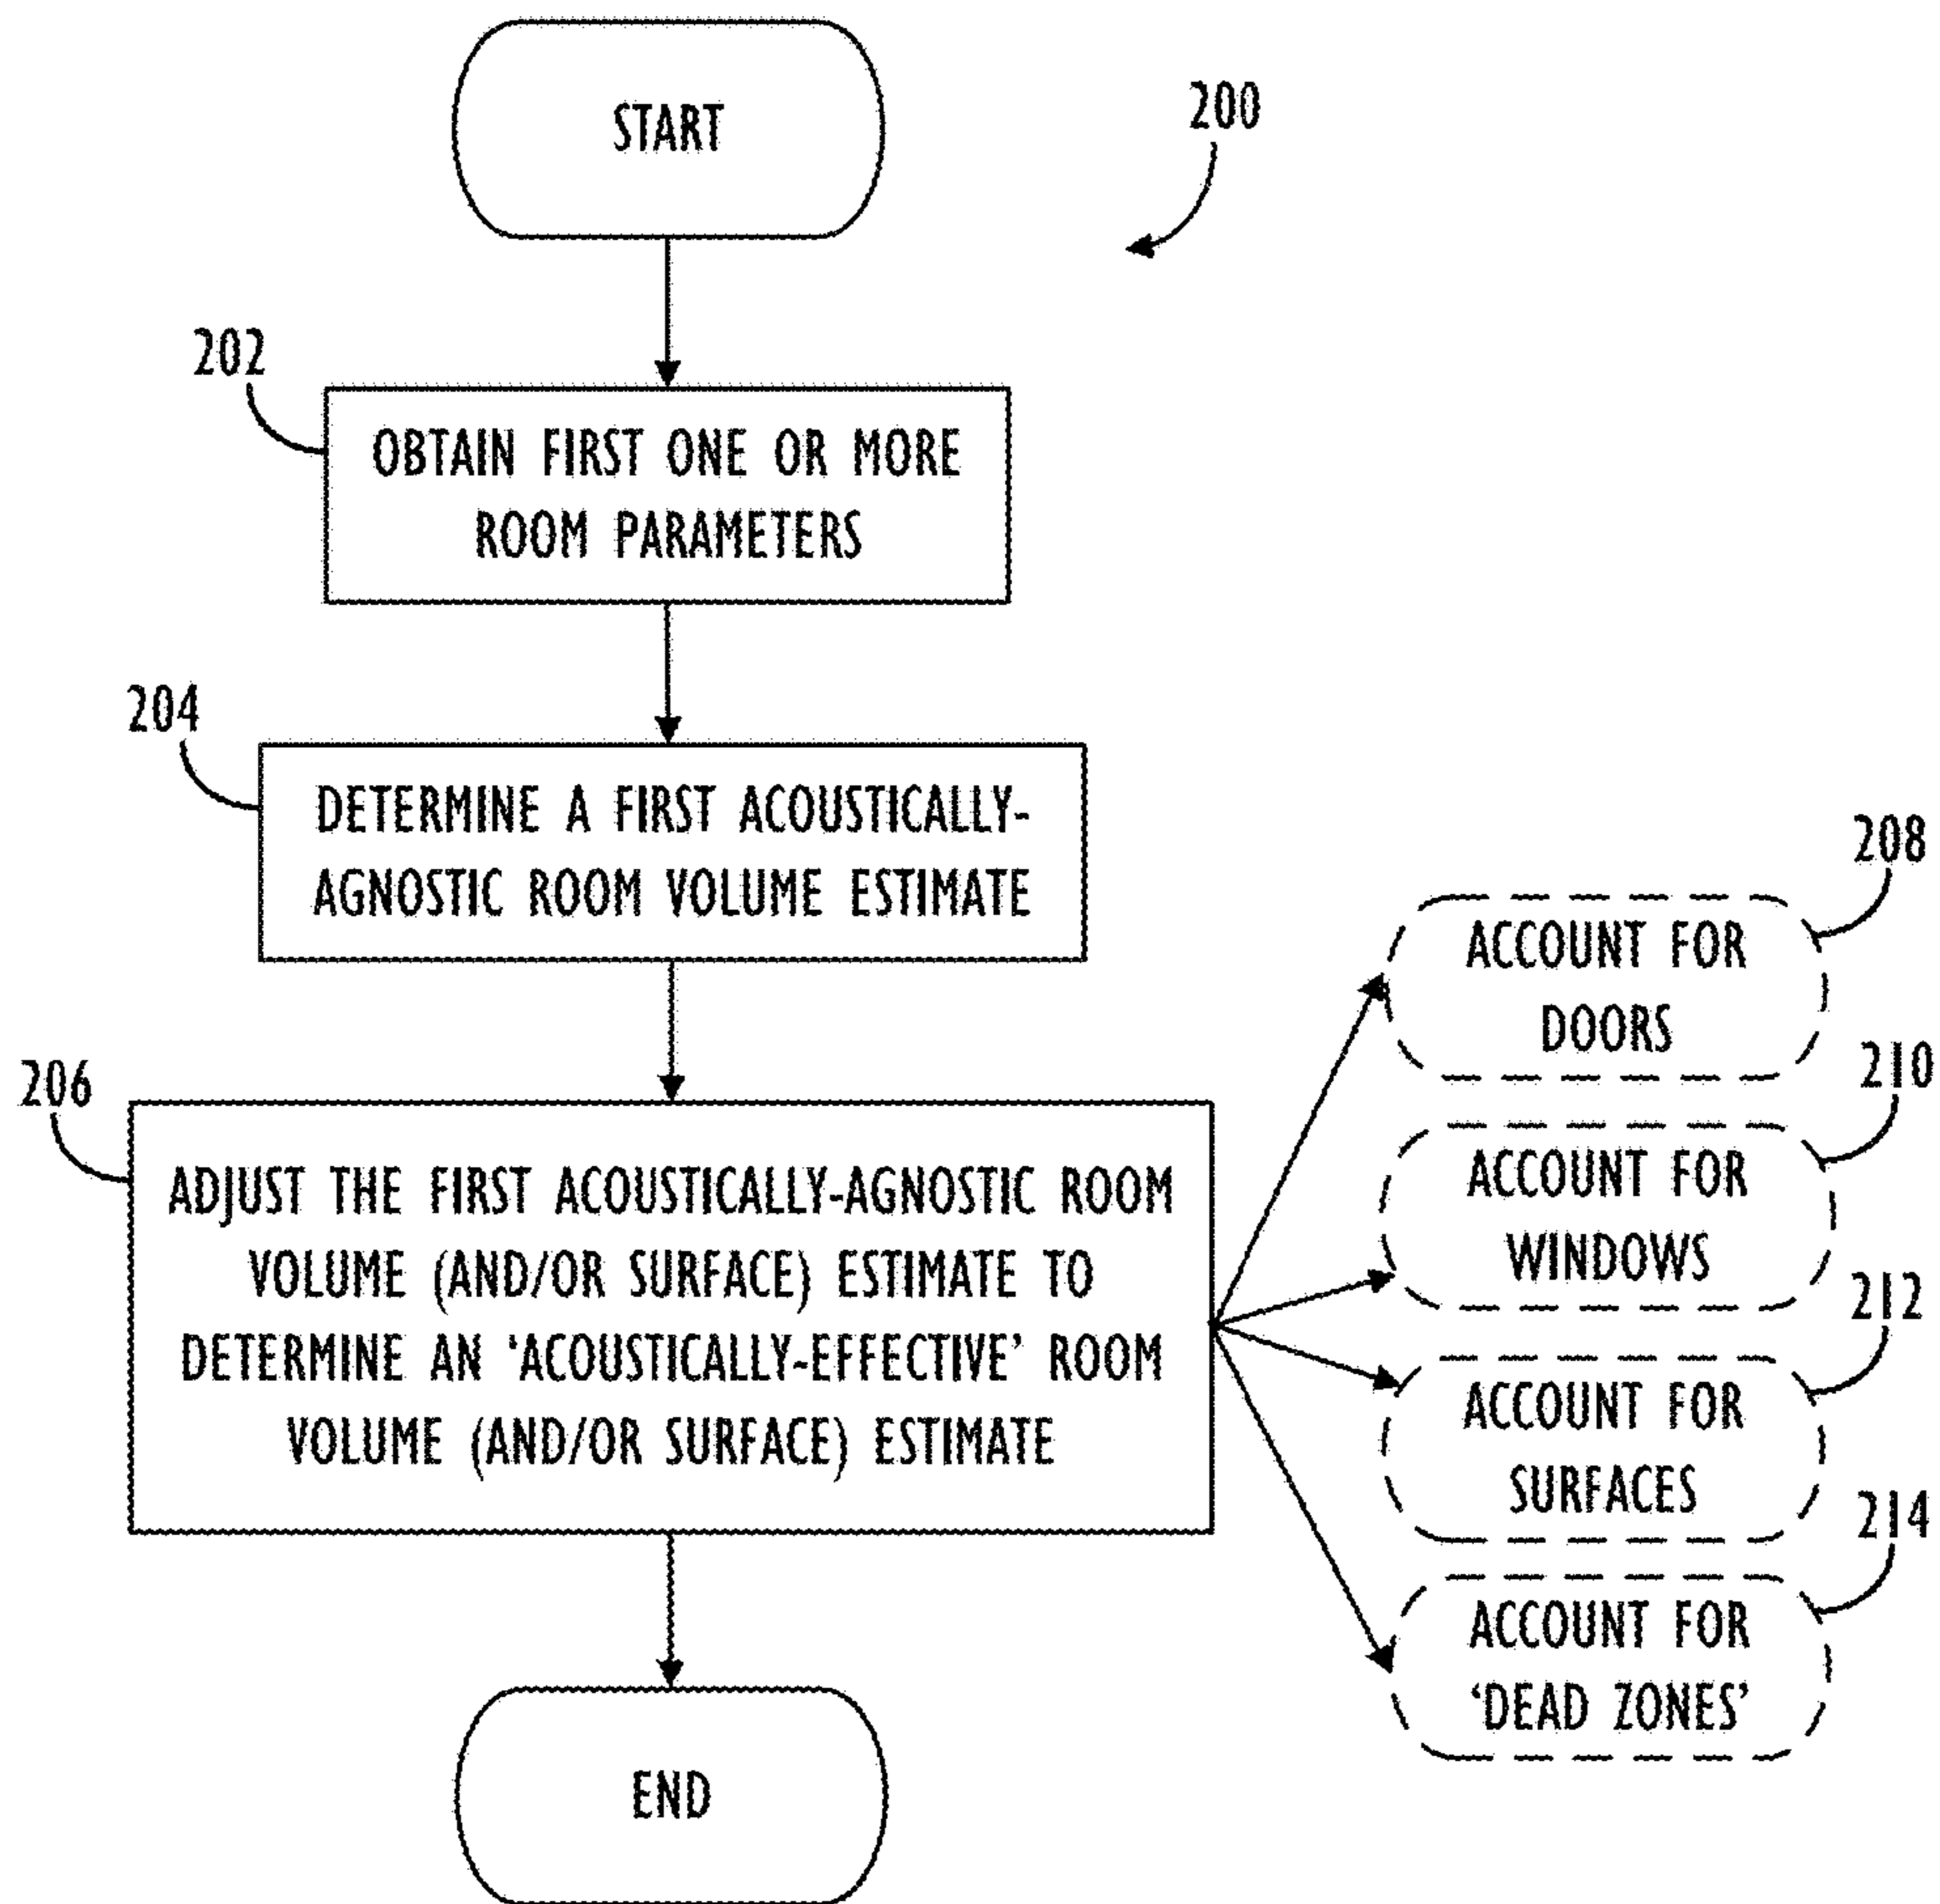 START
200
202
OBTAIN FIRST ONE OR MORE
ROOM PARAMETERS
204
DETERMINE A FIRST ACOUSTICALLY-
AGNOSTIC ROOM VOLUME ESTIMATE
206
ADJUST THE FIRST ACOUSTICALLY-AGNOSTIC ROOM
VOLUME (AND/OR SURFACE) ESTIMATE TO
DETERMINE AN ‘ACOUSTICALLY-EFFECTIVE’ ROOM
VOLUME (AND/OR SURFACE) ESTIMATE
208
ACCOUNT FOR
DOORS
210
ACCOUNT FOR
WINDOWS
212
ACCOUNT FOR
SURFACES
214
ACCOUNT FOR
‘DEAD ZONES’
END